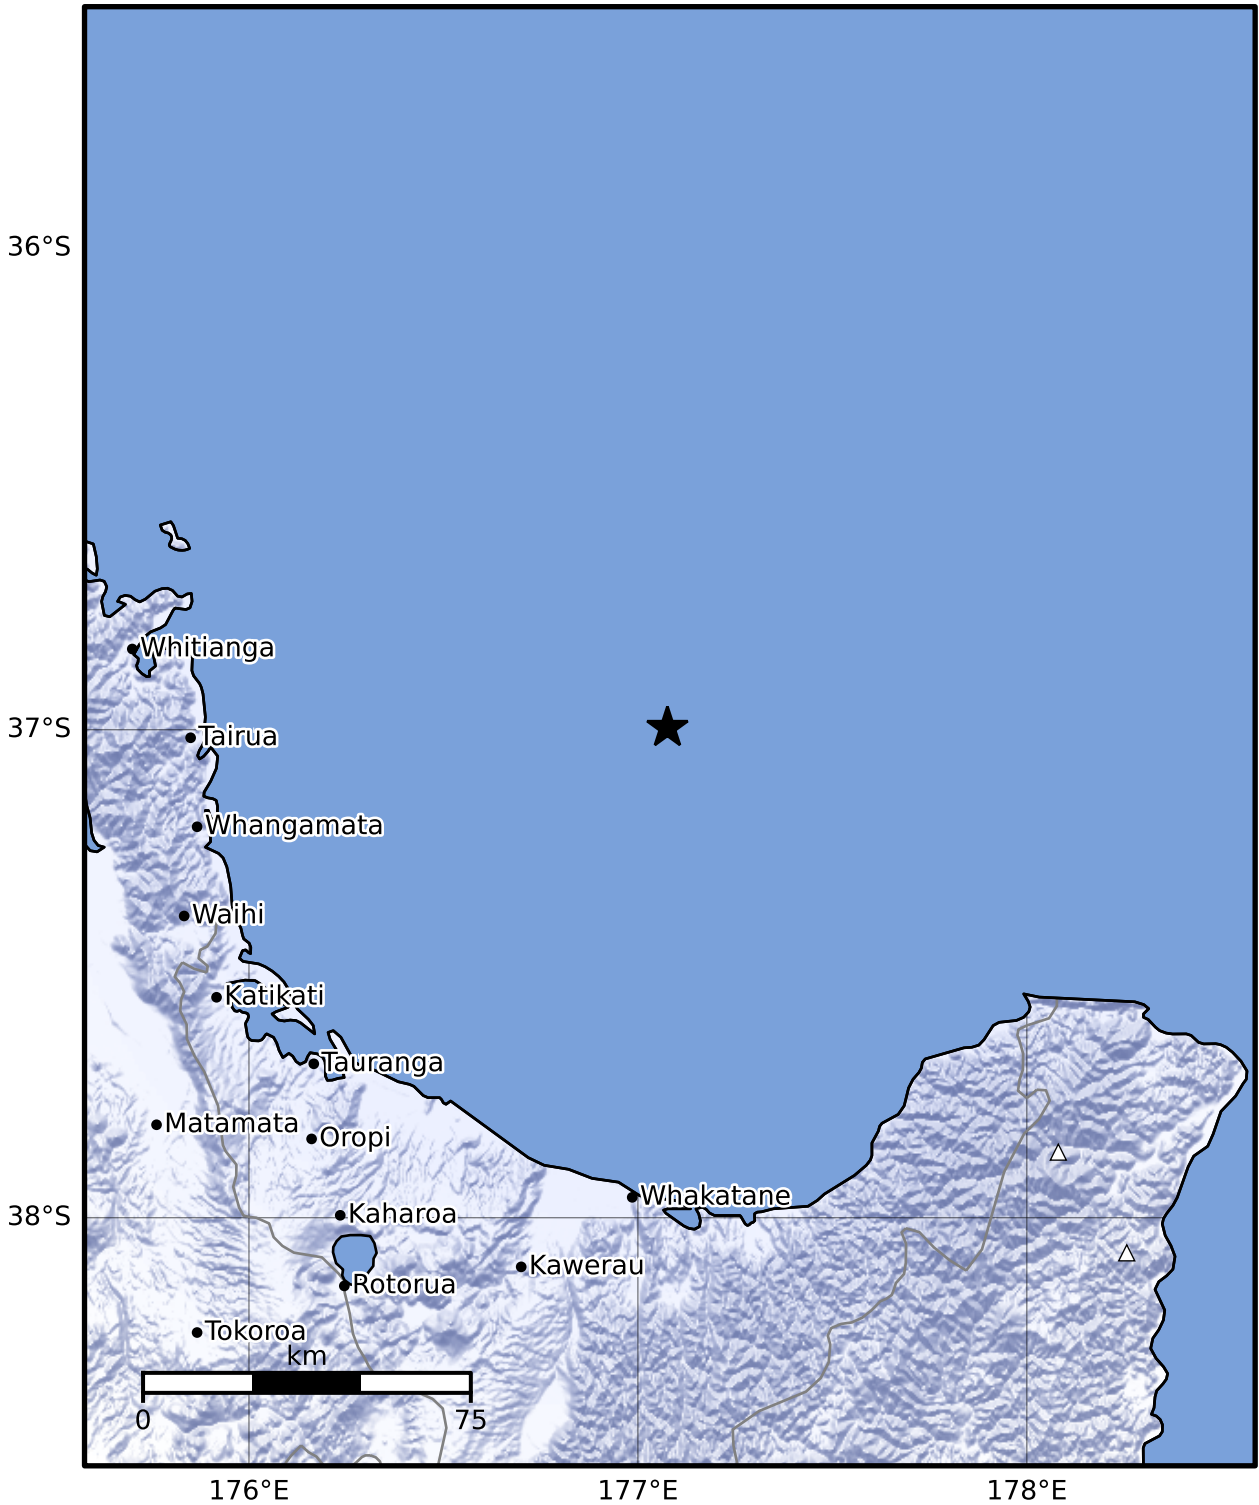 36°S
Whitianga
37°S
Tairua
Whangamata
Waihi
Katikati
Tauranga
Matamata
Oropi
Whakatane
38°S
Kaharoa
Kawerau
Rotorua
Tokoroa
km
0 75
176°E 177°E 178°E